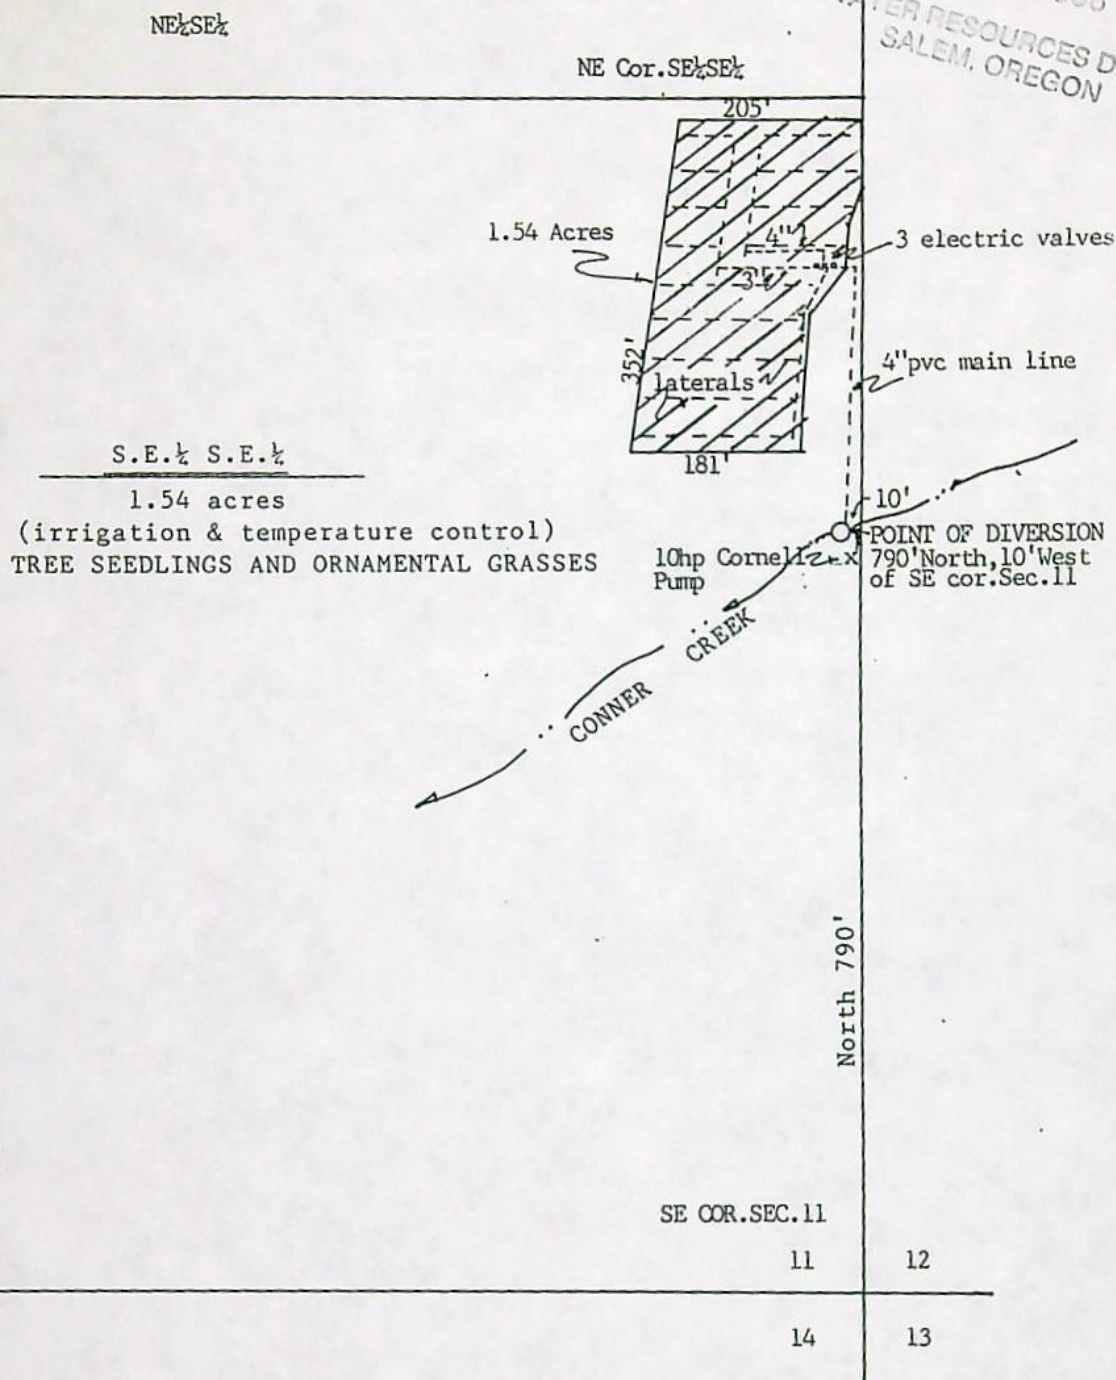 NE¼SE¼
WATER RESOURCES D
SALEM, OREGON
NE Cor.SE¼SE¼
205'
1.54 Acres
4"
3 electric valves
3"
352'
laterals
4"pvc main line
181'
S.E.¼ S.E.¼
1.54 acres
(irrigation & temperature control)
TREE SEEDLINGS AND ORNAMENTAL GRASSES
10'
POINT OF DIVERSION
790'North,10'West
of SE cor.Sec.11
10hp Cornell
Pump
CONNER CREEK
North 790'
SE COR.SEC.11
11 12
14 13